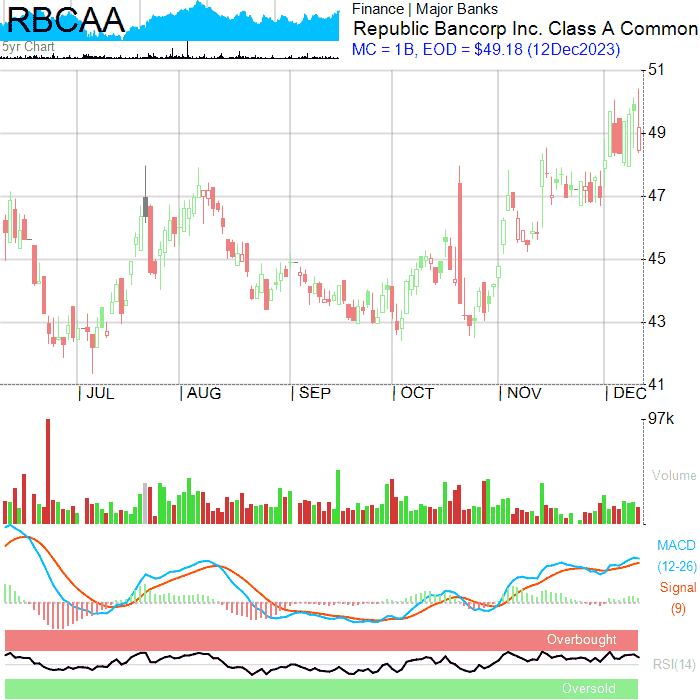 RBCAA
5yr Chart
Finance | Major Banks
Republic Bancorp Inc. Class A Common
MC = 1B, EOD = $49.18 (12Dec2023)
51
49
47
45
43
41
| JUL | AUG | SEP | OCT | NOV | DEC
97k
Volume
MACD
(12-26)
Signal
(9)
Overbought
RSI(14)
Oversold